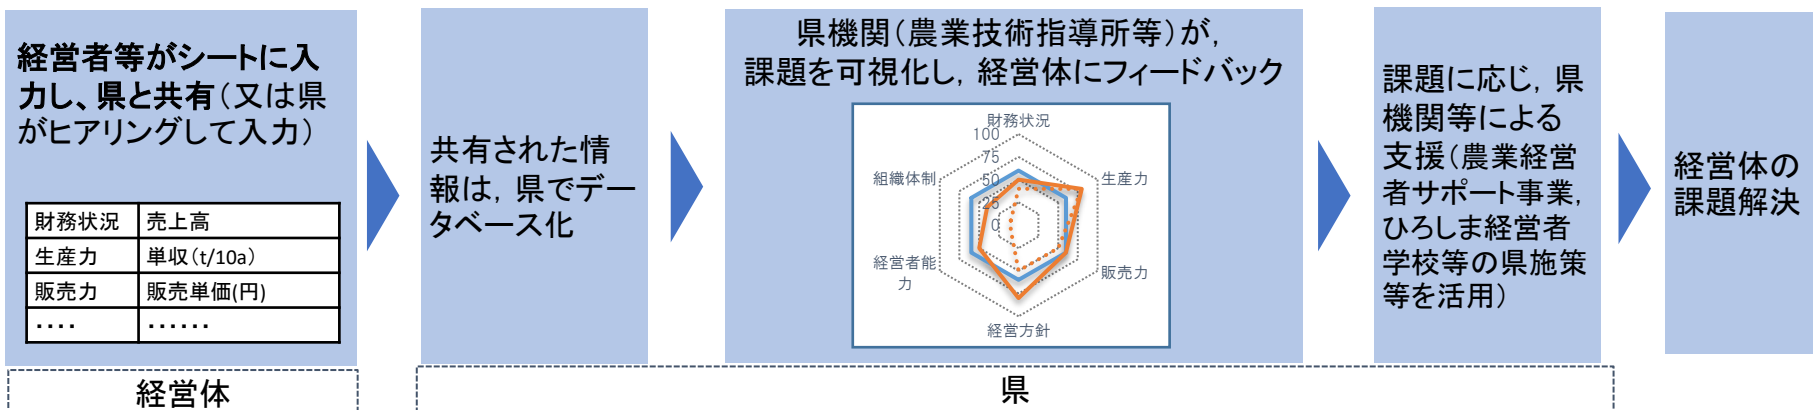 経営者等がシートに入
力し、県と共有（又は県
がヒアリングして入力）
財務状況 売上高
生産力 単収（t/10a）
販売力 販売単価(円)
・・・・ ・・・・・・
経営体
共有された情
報は，県でデー
タベース化
県機関（農業技術指導所等）が，
課題を可視化し，経営体にフィードバック
財務状況
100
75
50
25
0
生産力
販売力
経営方針
経営者能
力
組織体制
課題に応じ，県
機関等による
支援（農業経営
者サポート事業，
ひろしま経営者
学校等の県施策
等を活用）
県
経営体の
課題解決